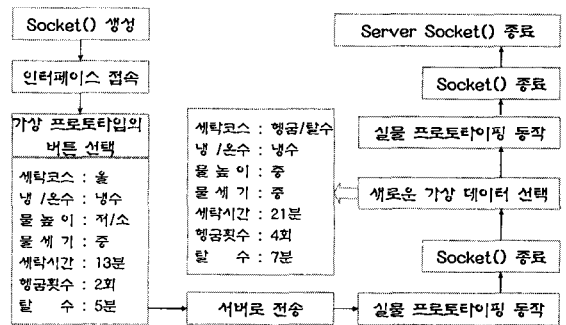 Socket() 생성
인터페이스 접속
가상 프로토타입의
버튼 선택
세탁코스 : 울
냉 /온수 : 냉수
물 높 이 : 저/소
물 세 기 : 중
세탁시간 : 13분
헹굼횟수 : 2회
탈 수 : 5분
서버로 전송
실물 프로토타이핑 동작
Socket() 종료
새로운 가상 데이터 선택
세탁코스 : 헹굼/탈수
냉 /온수 : 냉수
물 높 이 : 중
물 세 기 : 중
세탁시간 : 21분
헹굼횟수 : 4회
탈 수 : 7분
실물 프로토타이핑 동작
Socket() 종료
Server Socket() 종료